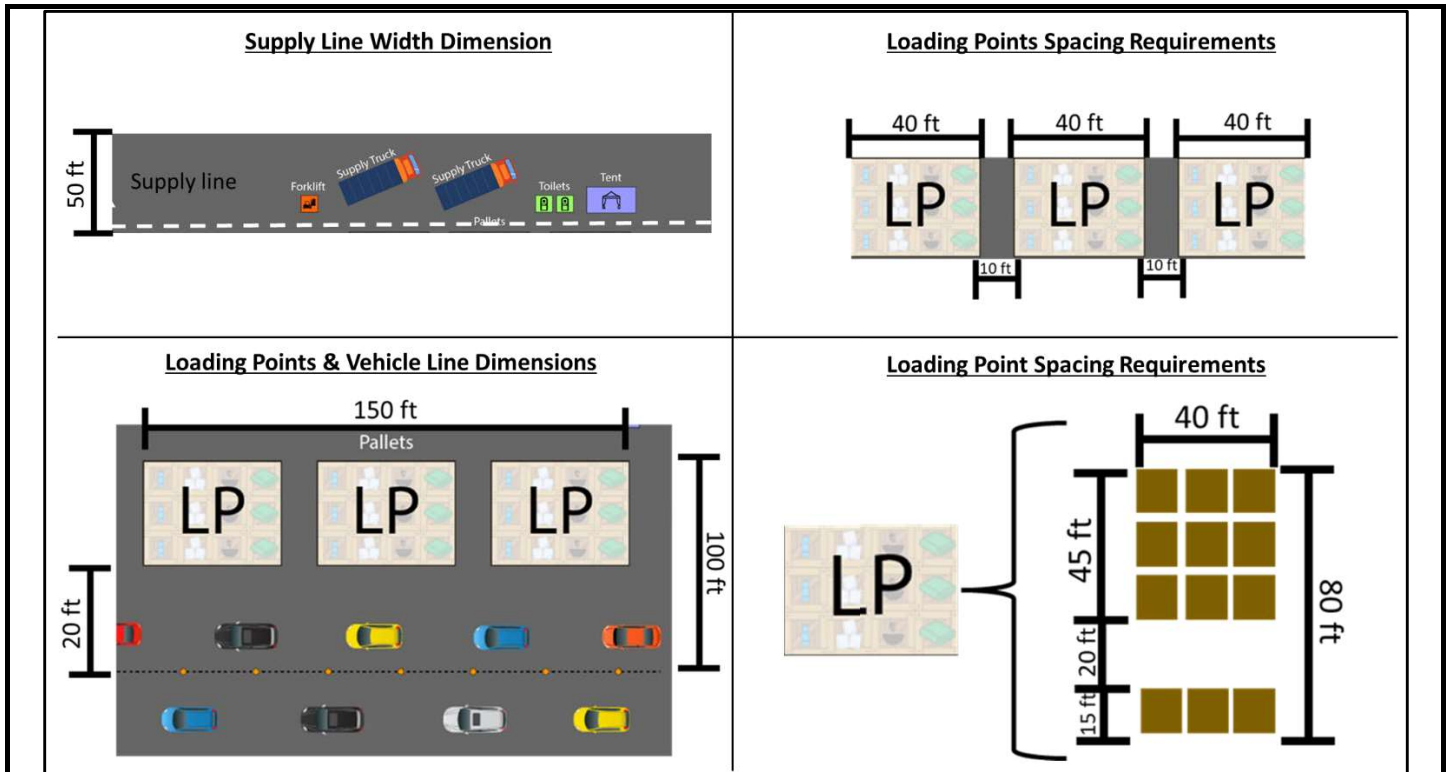 Supply Line Width Dimension
50 ft
Supply line
Forklift
Supply Truck
Supply Truck
Toilets
Tent
Pallets
Loading Points Spacing Requirements
40 ft
40 ft
40 ft
LP
LP
LP
10 ft
10 ft
Loading Points & Vehicle Line Dimensions
150 ft
Pallets
LP
LP
LP
20 ft
100 ft
Loading Point Spacing Requirements
LP
40 ft
45 ft
20 ft
15 ft
80 ft